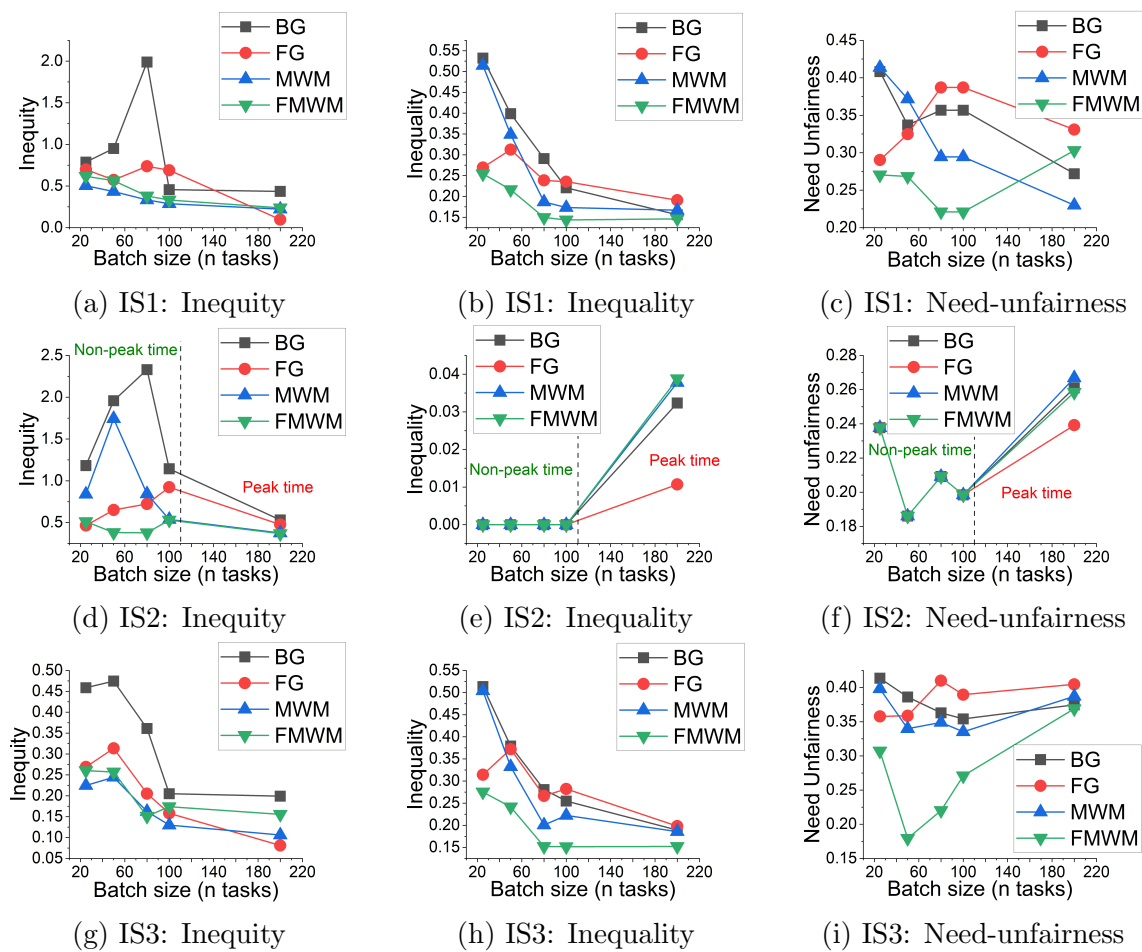 BG
FG
MWM
FMWM
Inequity
2.0
1.5
1.0
0.5
0.0
20 60 100 140 180 220
Batch size (n tasks)
(a) IS1: Inequity
BG
FG
MWM
FMWM
Inequality
0.55
0.50
0.45
0.40
0.35
0.30
0.25
0.20
0.15
20 60 100 140 180 220
Batch size (n tasks)
(b) IS1: Inequality
BG
FG
MWM
FMWM
Need Unfairness
0.45
0.40
0.35
0.30
0.25
0.20
20 60 100 140 180 220
Batch size (n tasks)
(c) IS1: Need-unfairness
BG
FG
MWM
FMWM
Non-peak time
Peak time
Inequity
2.5
2.0
1.5
1.0
0.5
20 60 100 140 180 220
Batch size (n tasks)
(d) IS2: Inequity
BG
FG
MWM
FMWM
Non-peak time
Peak time
Inequality
0.04
0.03
0.02
0.01
0.00
20 60 100 140 180 220
Batch size (n tasks)
(e) IS2: Inequality
BG
FG
MWM
FMWM
Non-peak time
Peak time
Need unfairness
0.28
0.26
0.24
0.22
0.20
0.18
20 60 100 140 180 220
Batch size (n tasks)
(f) IS2: Need-unfairness
BG
FG
MWM
FMWM
Inequity
0.50
0.45
0.40
0.35
0.30
0.25
0.20
0.15
0.10
0.05
20 60 100 140 180 220
Batch size (n tasks)
(g) IS3: Inequity
BG
FG
MWM
FMWM
Inequality
0.55
0.50
0.45
0.40
0.35
0.30
0.25
0.20
0.15
20 60 100 140 180 220
Batch size (n tasks)
(h) IS3: Inequality
BG
FG
MWM
FMWM
Need Unfairness
0.40
0.35
0.30
0.25
0.20
0.15
20 60 100 140 180 220
Batch size (n tasks)
(i) IS3: Need-unfairness